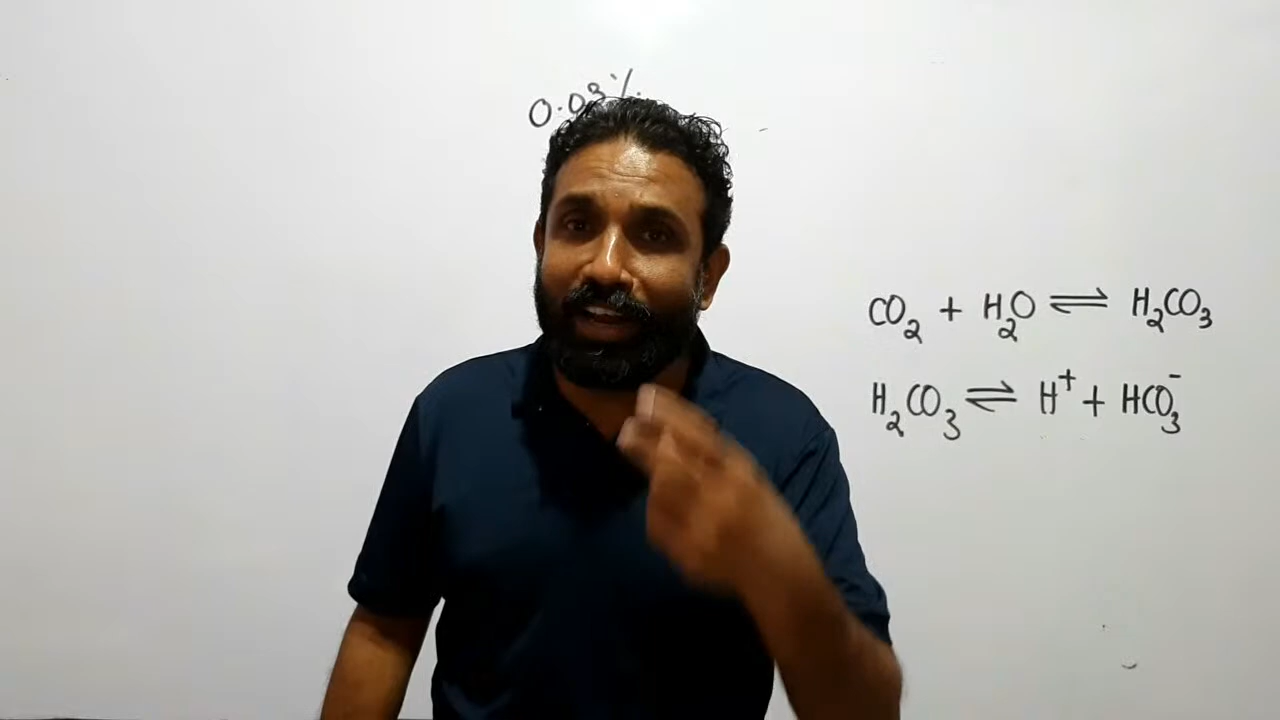 0.03%
CO₂ + H₂O ⇌ H₂CO₃
H₂CO₃ ⇌ H⁺ + HCO₃⁻